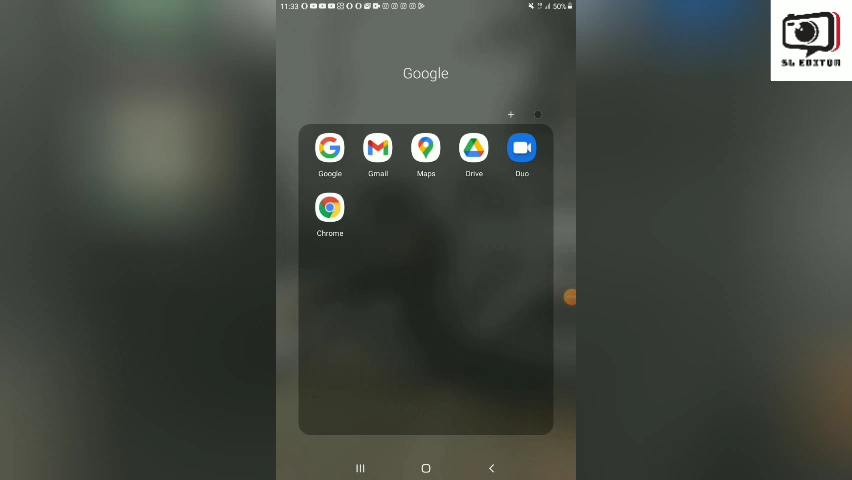 11:33
50%
SL EDITUR
Google
+
Google Gmail Maps Drive Duo
Chrome